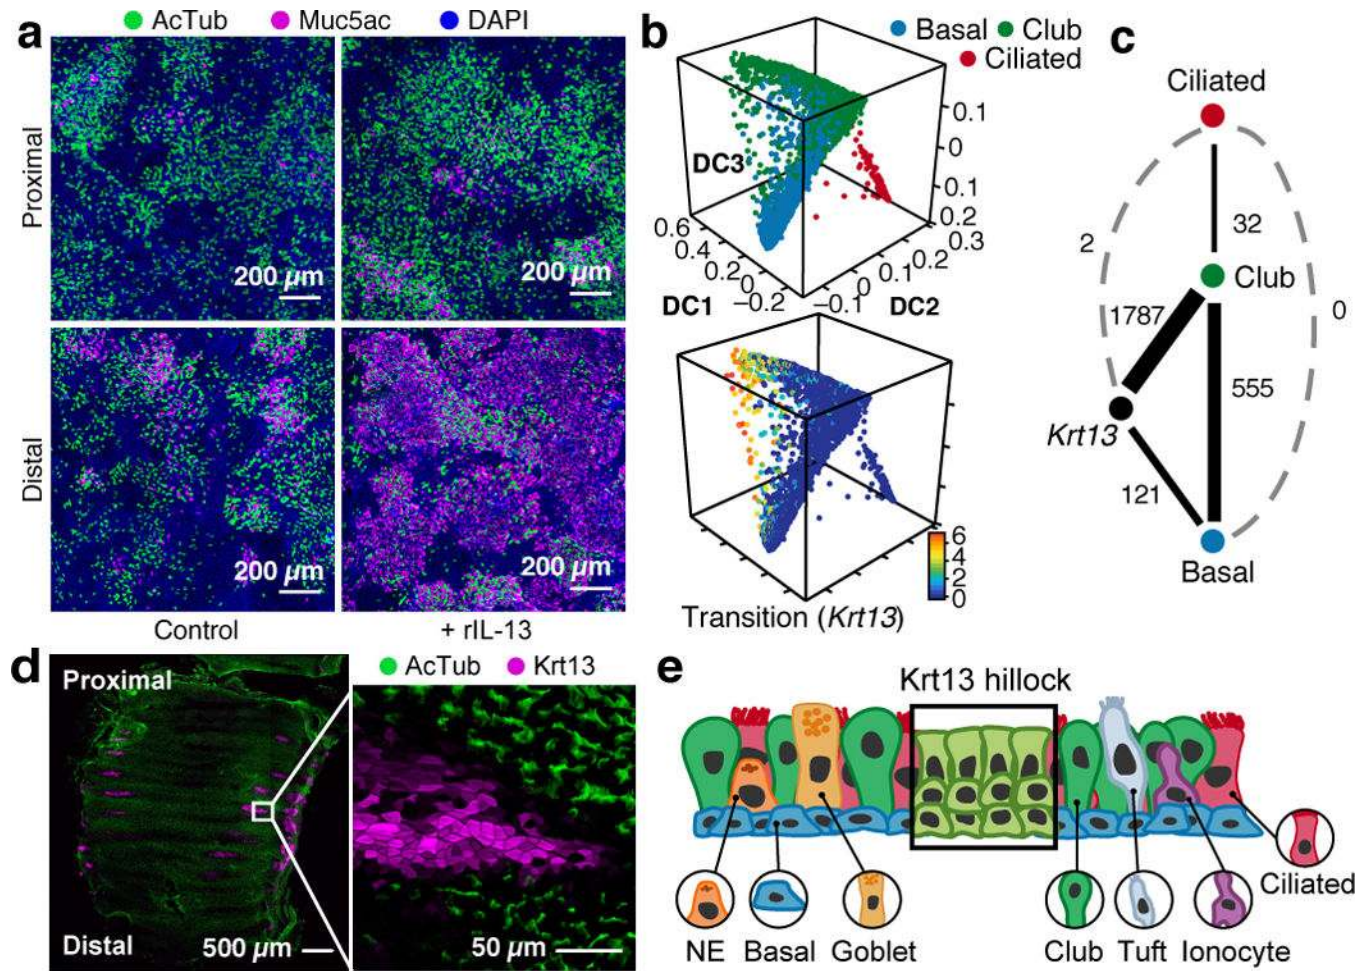 a
AcTub Muc5ac DAPI
Proximal
200 µm
200 µm
Distal
200 µm
200 µm
Control
+ rIL-13
b
Basal Club
Ciliated
DC3
0.1
0
0.1
0.2
0.6
0.4
0.2
0
−0.2
−0.1
0
0.1
0.2
0.3
DC1
DC2
6
4
2
0
Transition (Krt13)
c
Ciliated
2
32
Club
0
1787
555
Krt13
121
Basal
d
AcTub Krt13
Proximal
Distal
500 µm
50 µm
e
Krt13 hillock
Ciliated
NE Basal Goblet Club Tuft Ionocyte